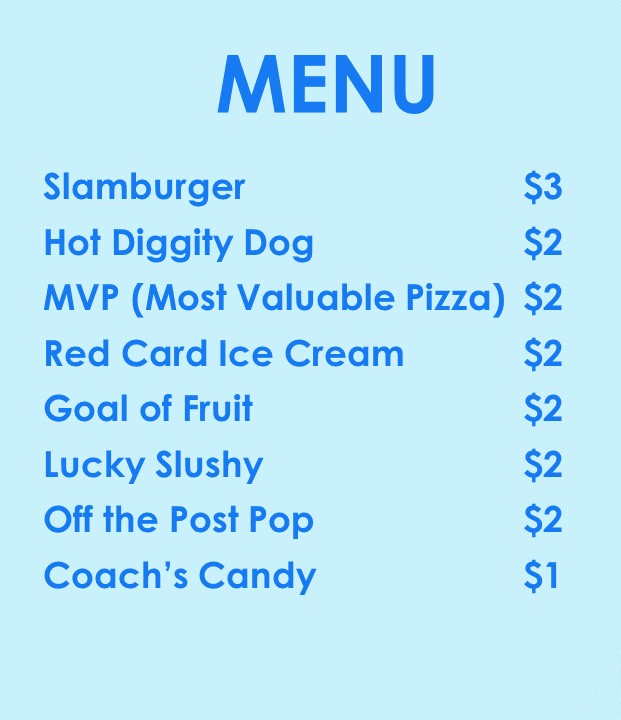 MENU
Slamburger $3
Hot Diggity Dog $2
MVP (Most Valuable Pizza) $2
Red Card Ice Cream $2
Goal of Fruit $2
Lucky Slushy $2
Off the Post Pop $2
Coach’s Candy $1